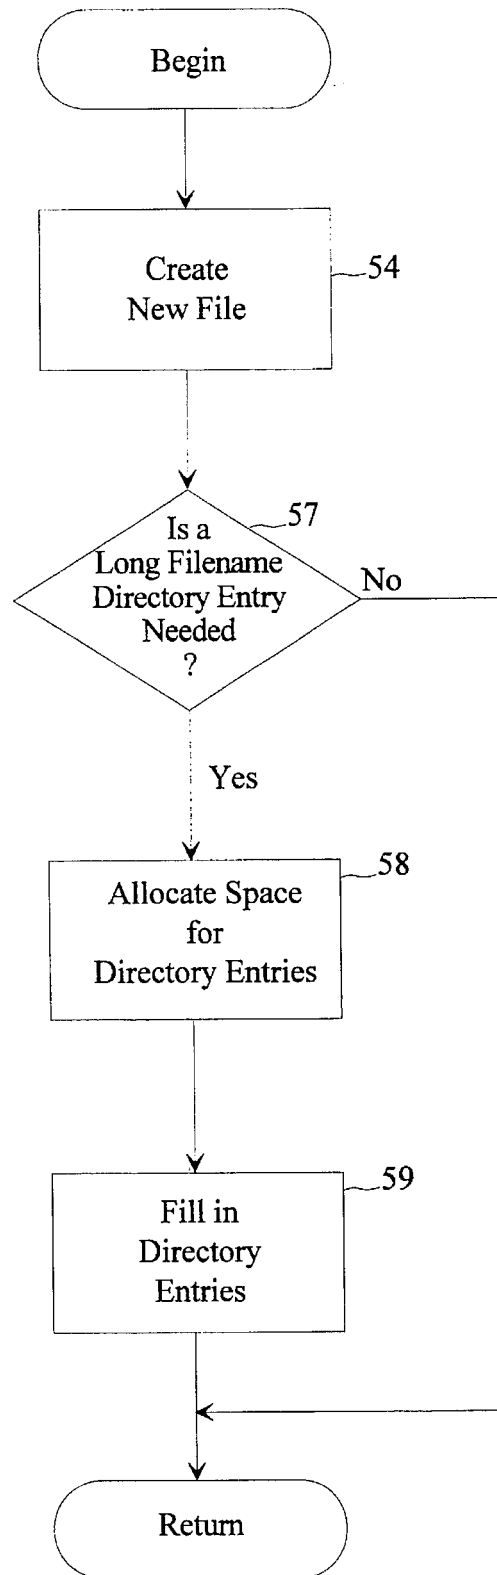 Begin
Create
New File
54
57
Is a
Long Filename
Directory Entry
Needed
?
No
Yes
58
Allocate Space
for
Directory Entries
59
Fill in
Directory
Entries
Return